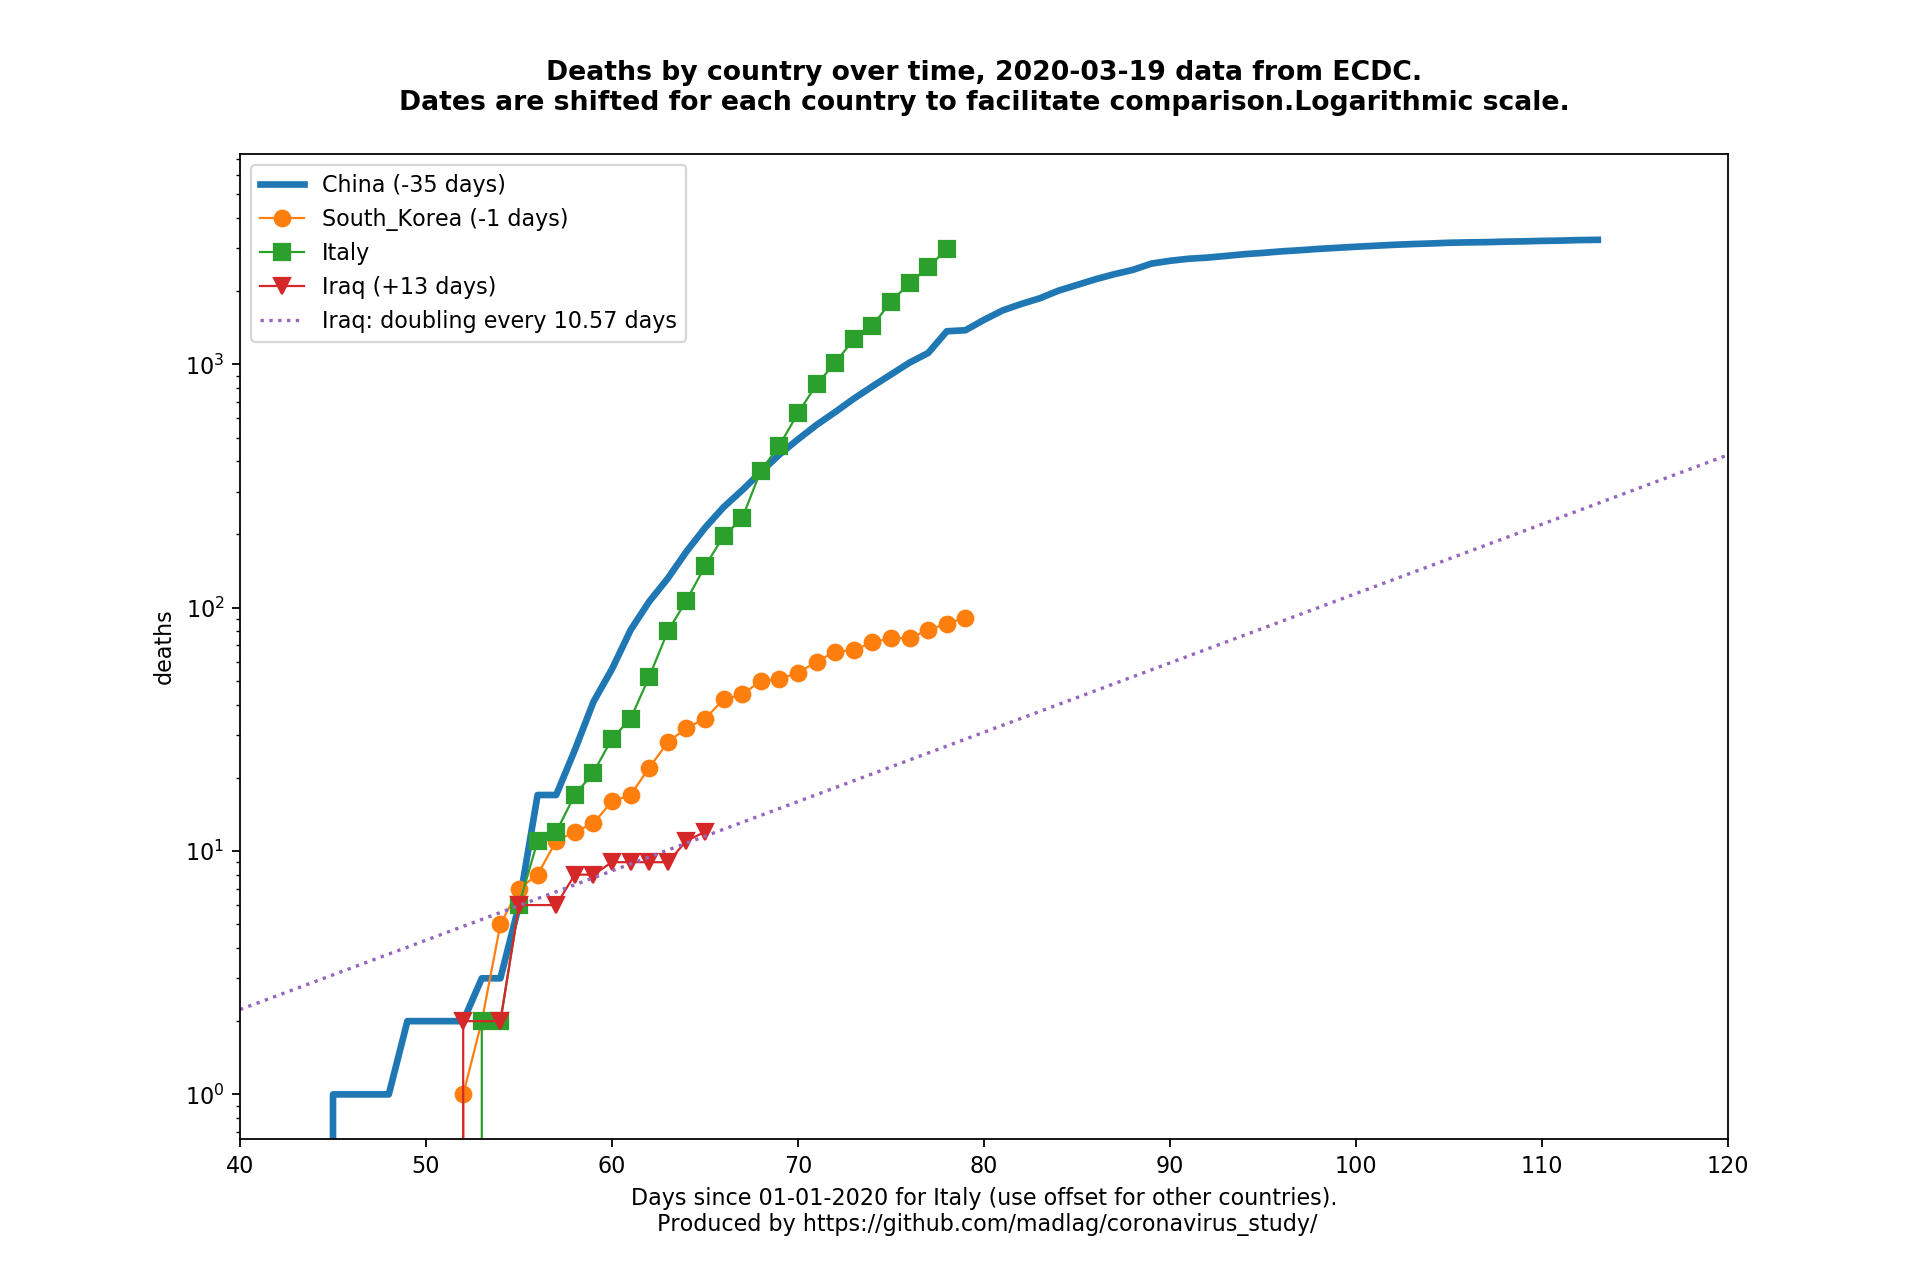 Deaths by country over time, 2020-03-19 data from ECDC.
Dates are shifted for each country to facilitate comparison.Logarithmic scale.
China (-35 days)
South_Korea (-1 days)
Italy
Iraq (+13 days)
Iraq: doubling every 10.57 days
deaths
10³
10²
10¹
10⁰
40 50 60 70 80 90 100 110 120
Days since 01-01-2020 for Italy (use offset for other countries).
Produced by https://github.com/madlag/coronavirus_study/